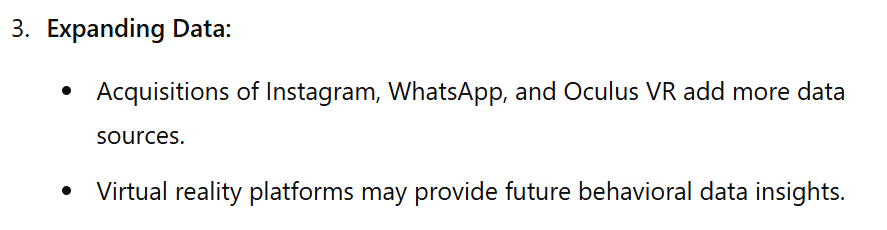 3. Expanding Data:
• Acquisitions of Instagram, WhatsApp, and Oculus VR add more data
sources.
• Virtual reality platforms may provide future behavioral data insights.